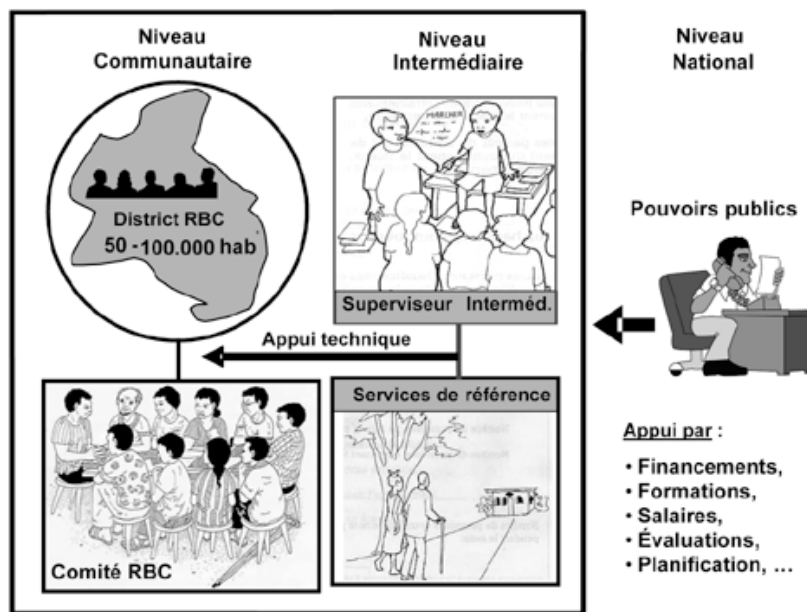 Niveau
Communautaire
District RBC
50 -100.000 hab
Comité RBC
Niveau
Intermédiaire
MARCHER
Superviseur Interméd.
Appui technique
Services de référence
Niveau
National
Pouvoirs publics
Appui par :
• Financements,
• Formations,
• Salaires,
• Évaluations,
• Planification, ...